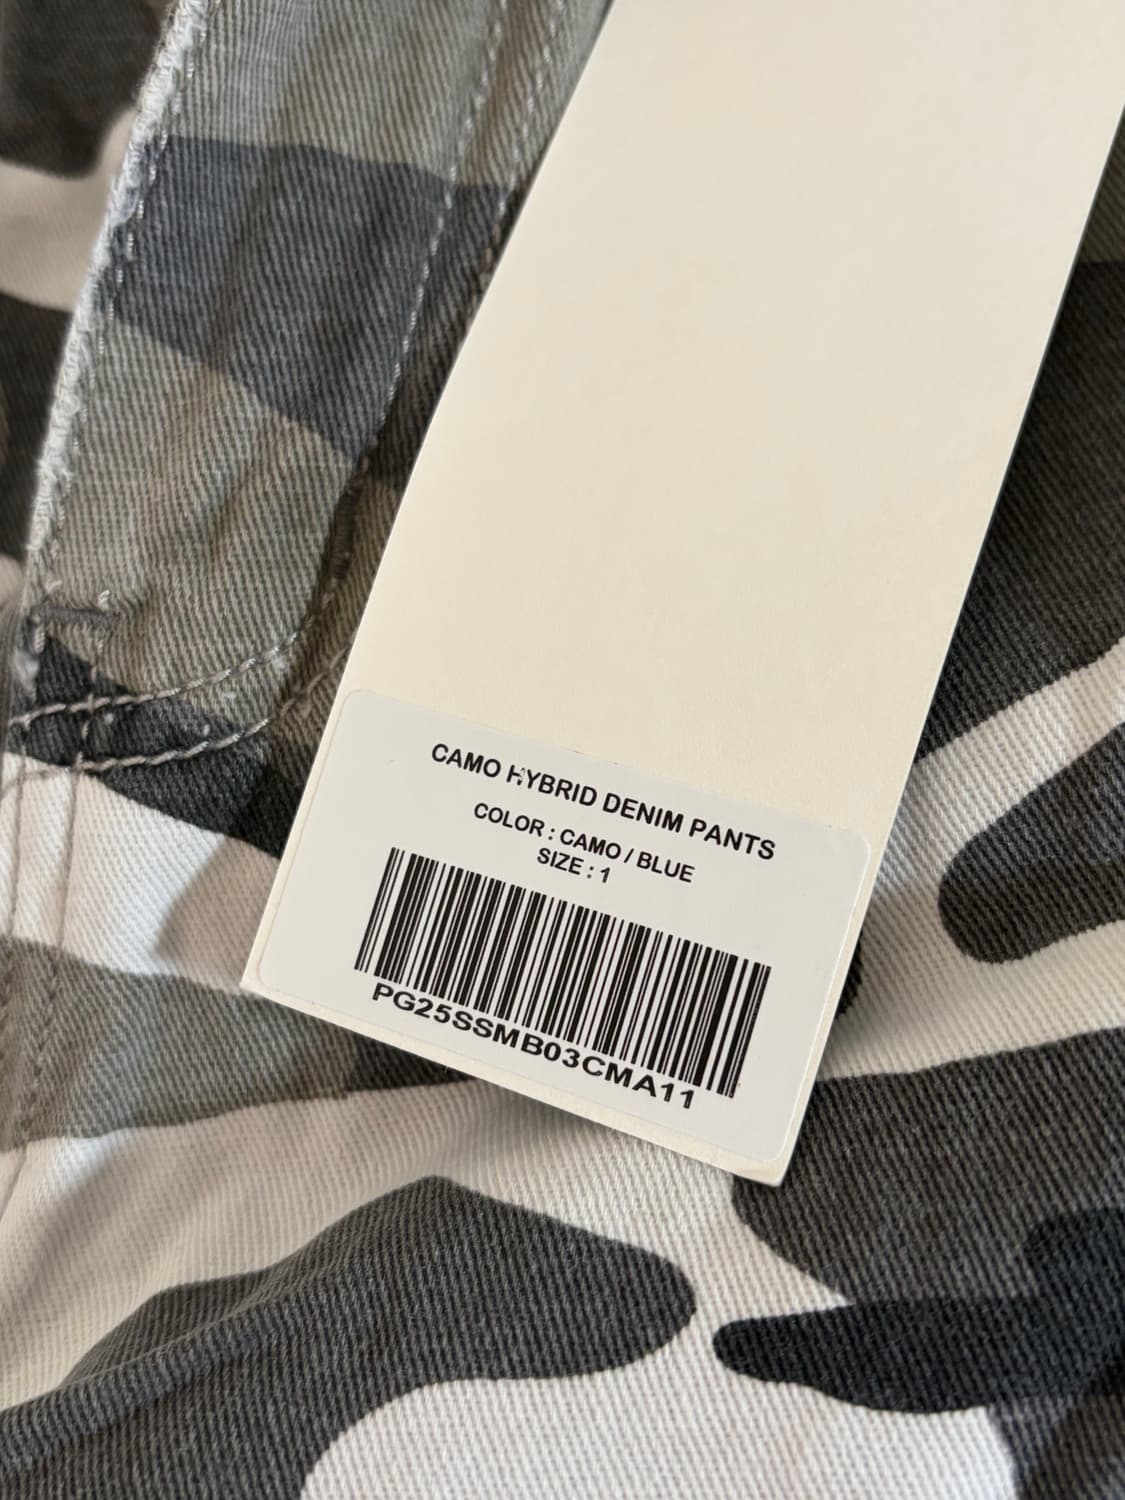 CAMO HYBRID DENIM PANTS
COLOR : CAMO / BLUE
SIZE : 1
PG25SSMB03CMA11